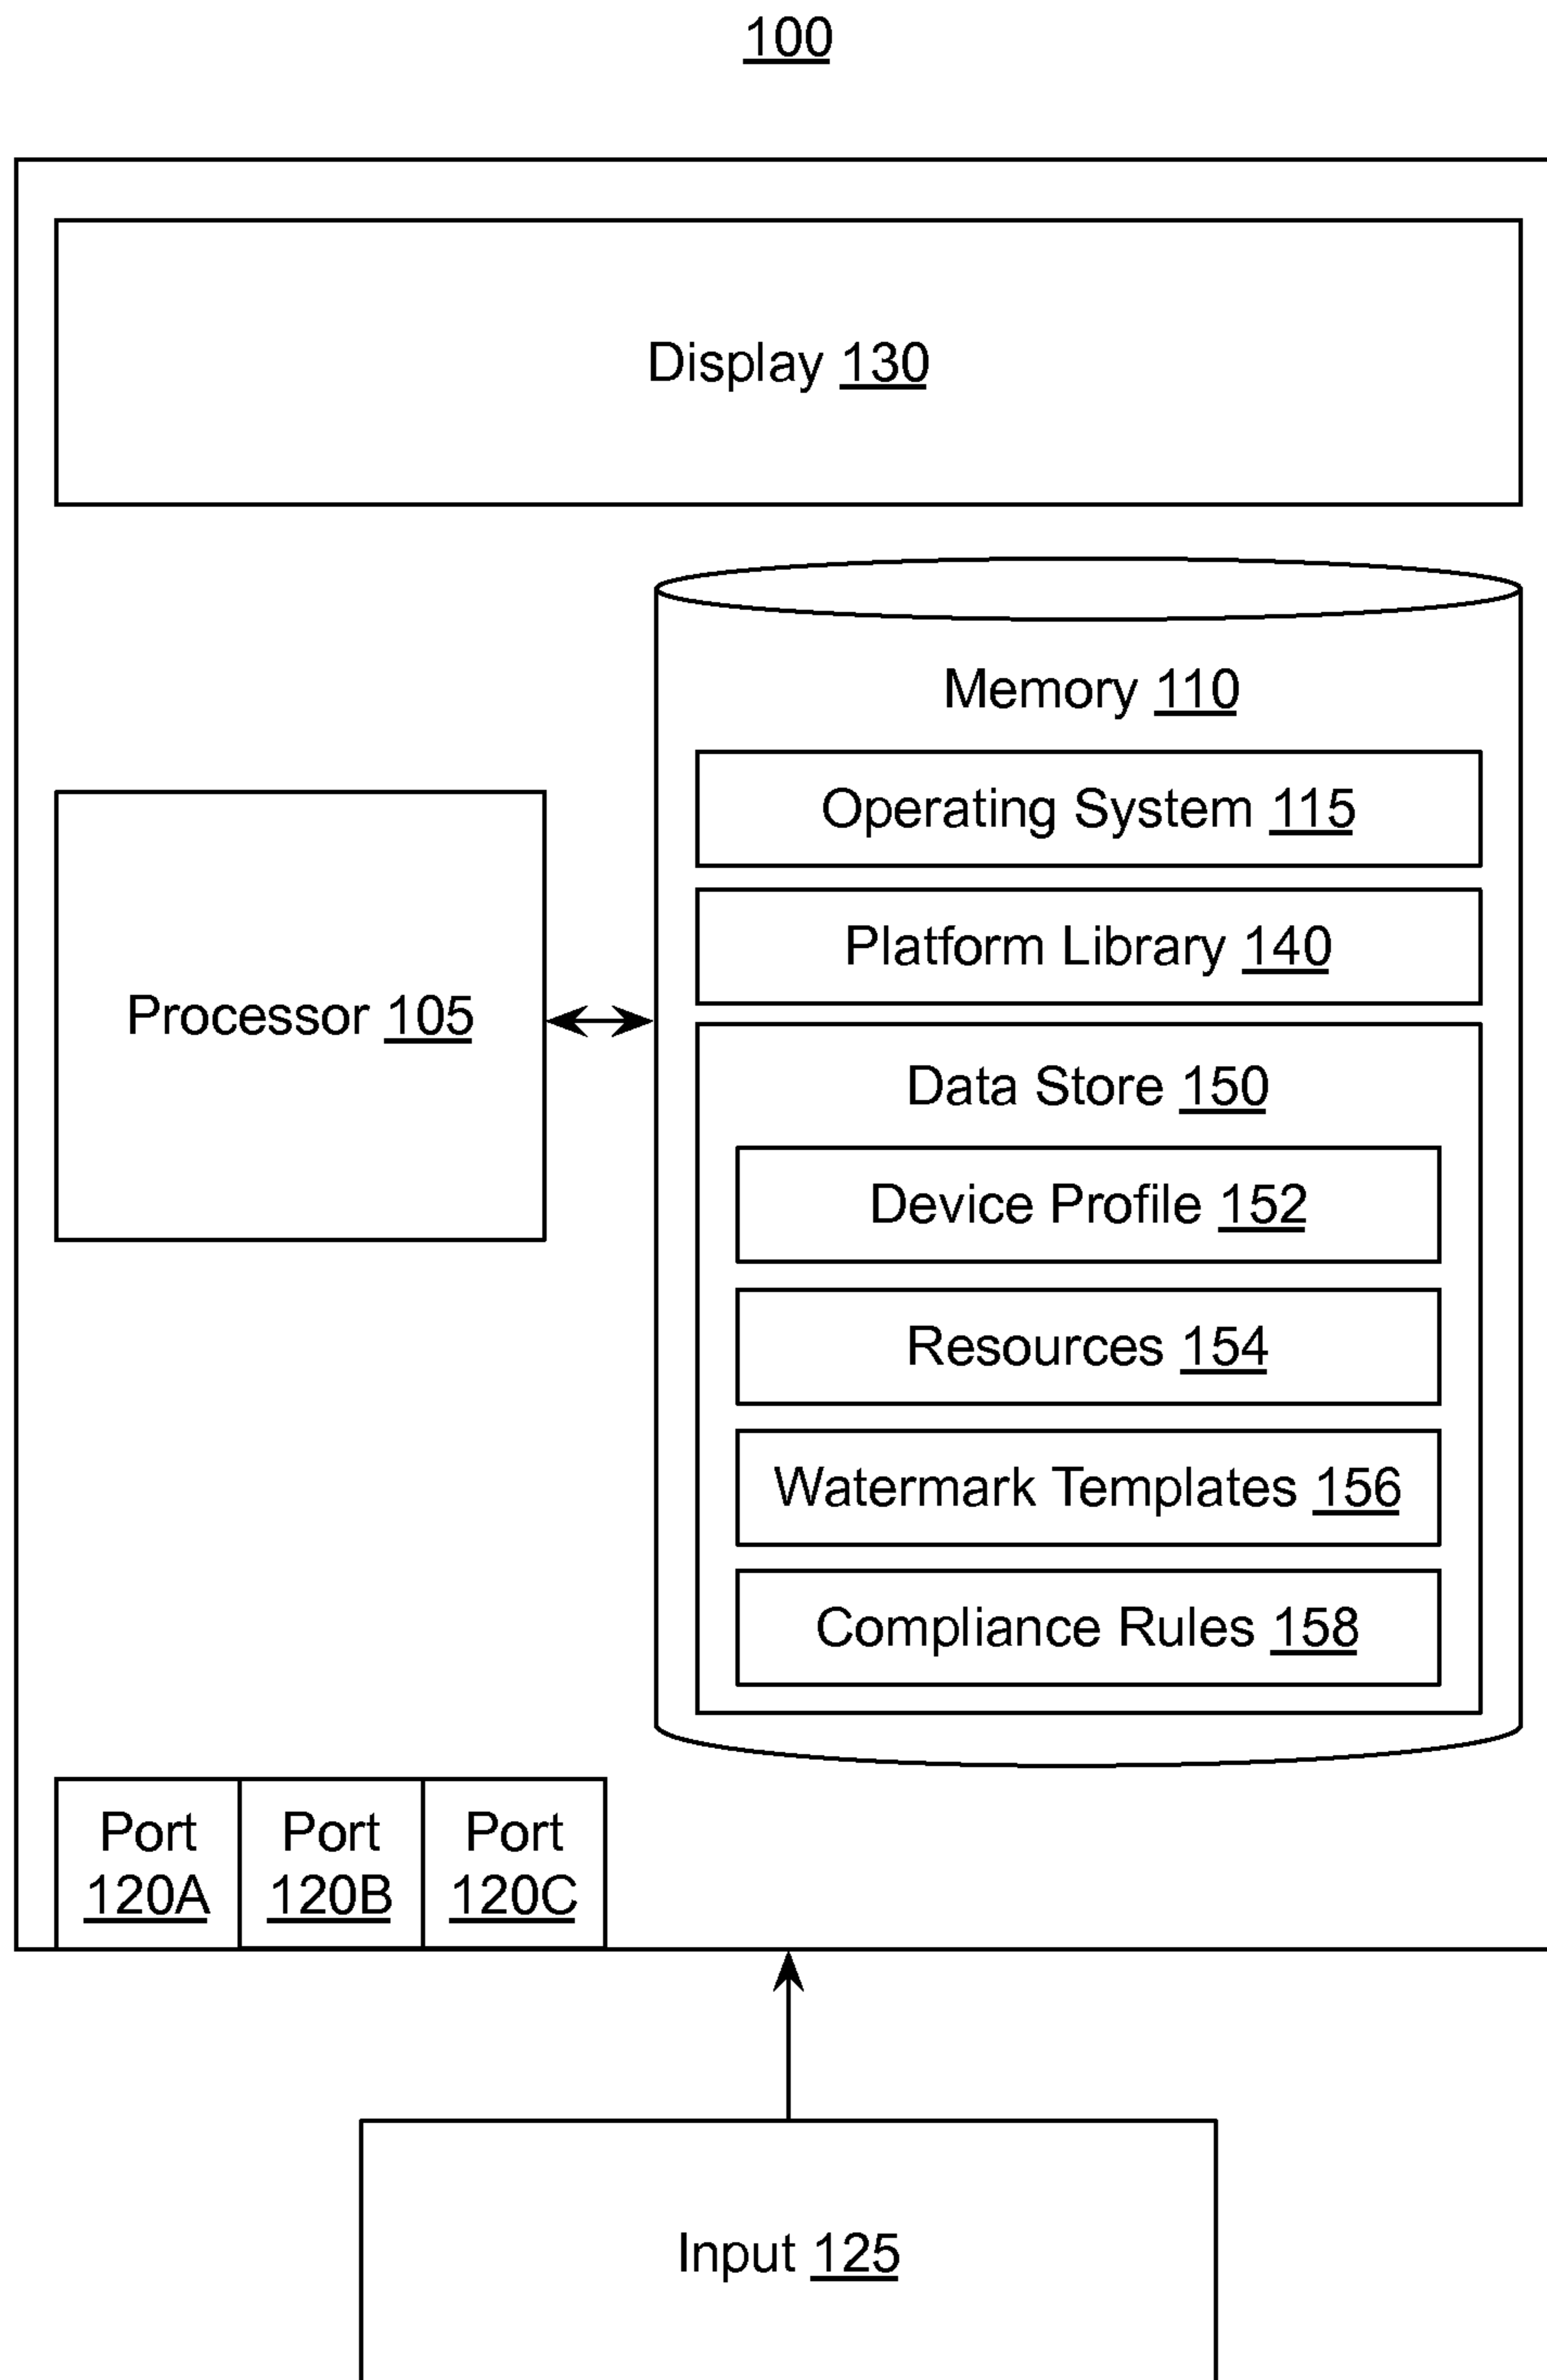 100
Display 130
Memory 110
Operating System 115
Platform Library 140
Processor 105
Data Store 150
Device Profile 152
Resources 154
Watermark Templates 156
Compliance Rules 158
Port
120A
Port
120B
Port
120C
Input 125